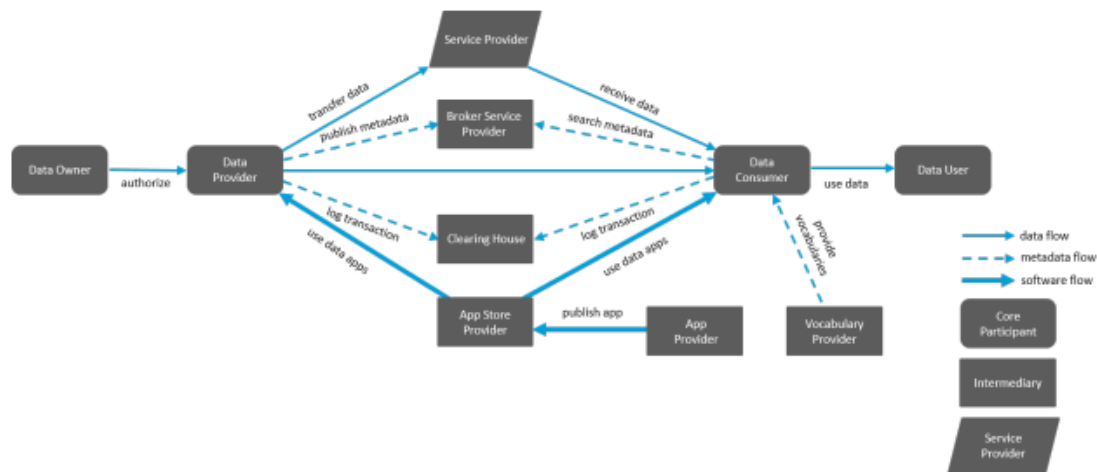 Service Provider
transfer data
receive data
publish metadata
Broker Service
Provider
search metadata
Data Owner
authorize
Data
Provider
Data
Consumer
use data
Data User
log transaction
Clearing House
log transaction
provide
vocabularies
use data apps
use data apps
App Store
Provider
publish app
App
Provider
Vocabulary
Provider
data flow
metadata flow
software flow
Core
Participant
Intermediary
Service
Provider